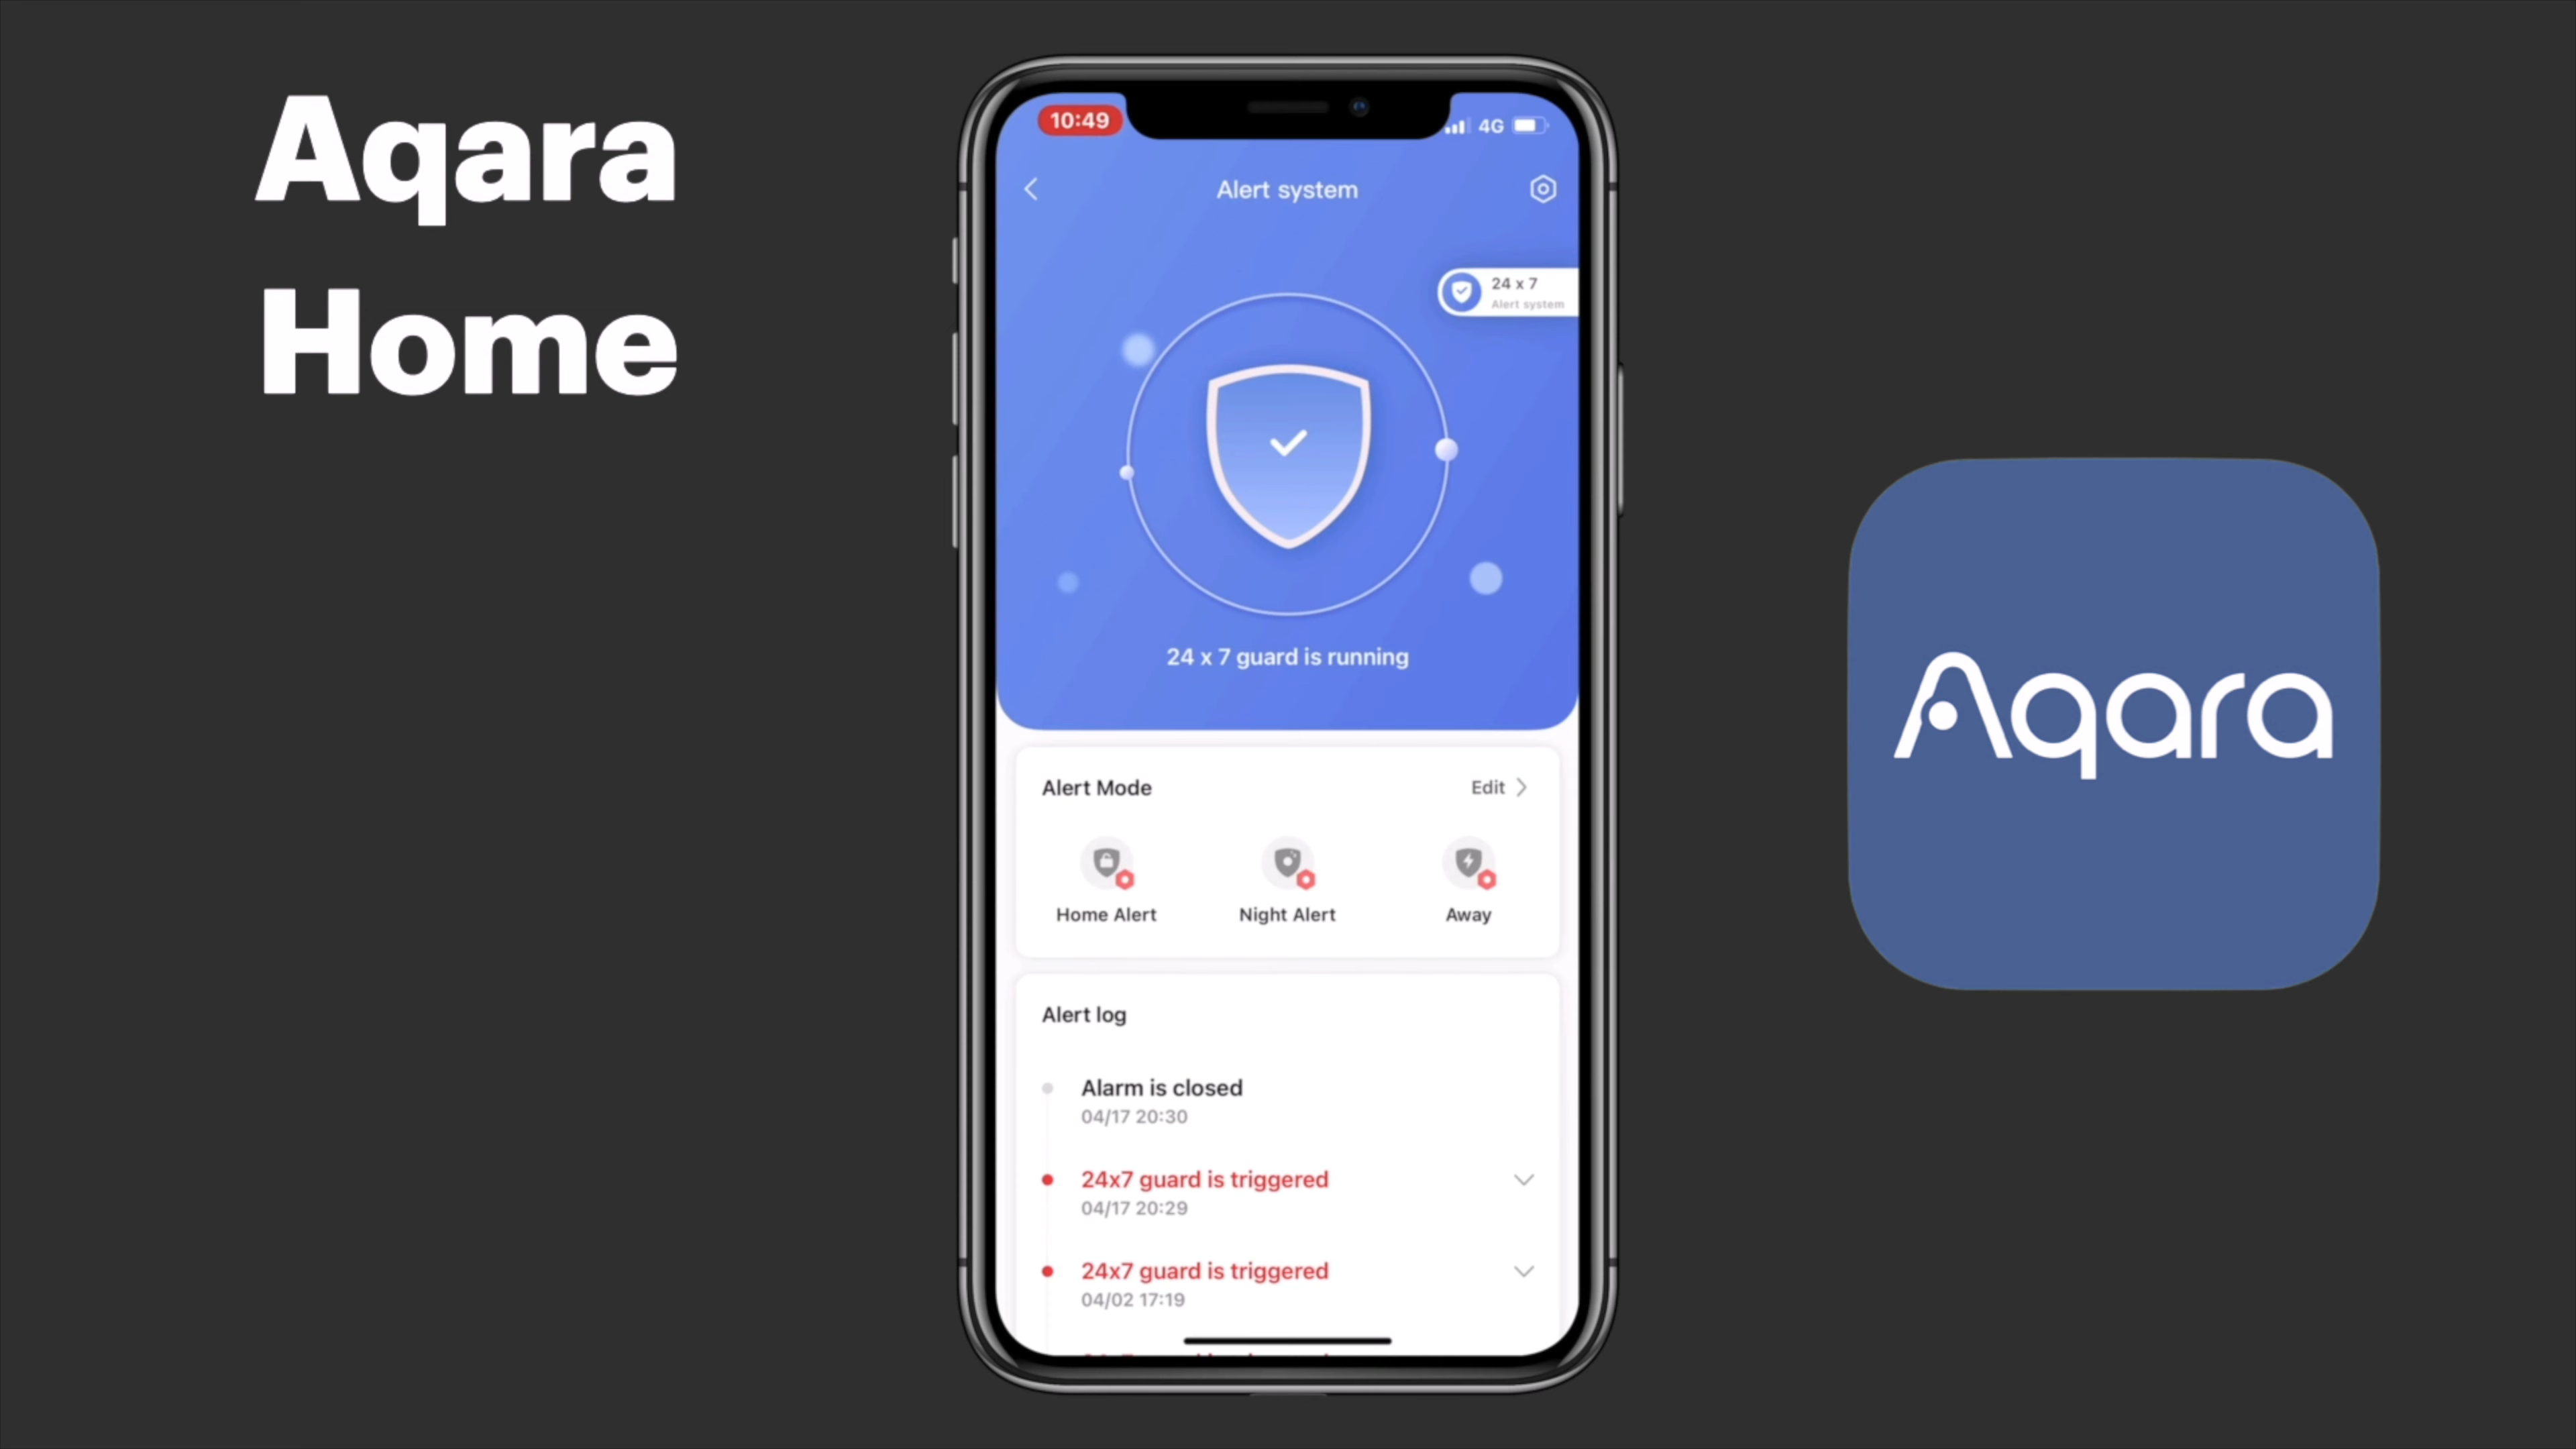 Aqara
Home
10:49
4G
Alert system
24 x 7
Alert system
24 x 7 guard is running
Alert Mode
Edit
Home Alert
Night Alert
Away
Alert log
Alarm is closed
04/17 20:30
24x7 guard is triggered
04/17 20:29
24x7 guard is triggered
04/02 17:19
Aqara